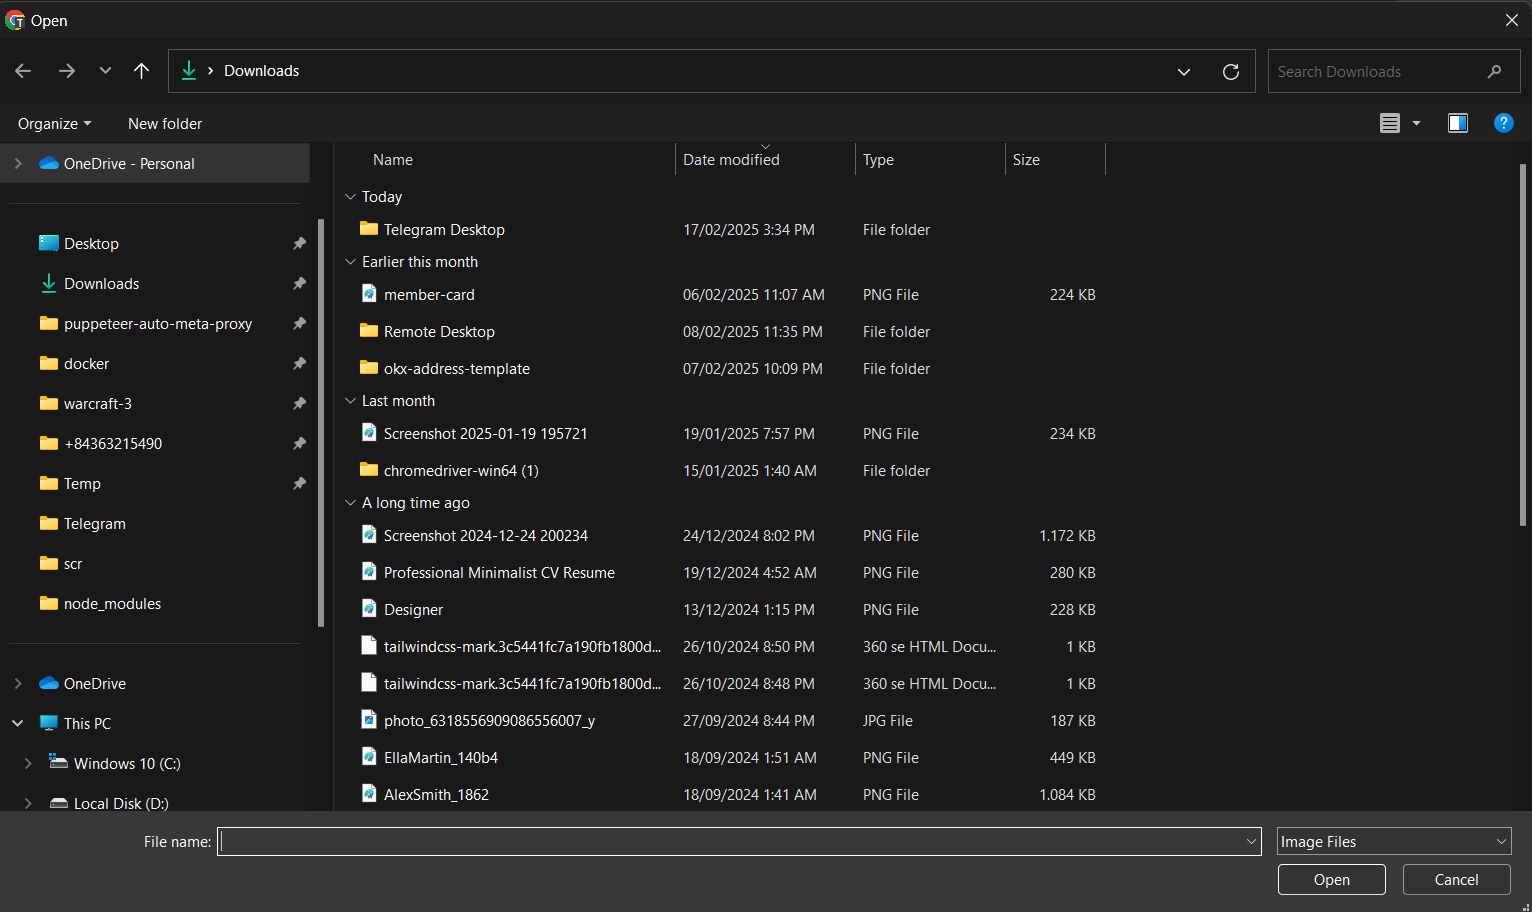 Open
Downloads
Search Downloads
Organize
New folder
OneDrive - Personal
Desktop
Downloads
puppeteer-auto-meta-proxy
docker
warcraft-3
+84363215490
Temp
Telegram
scr
node_modules
OneDrive
This PC
Windows 10 (C:)
Local Disk (D:)
Name Date modified Type Size
Today
Telegram Desktop 17/02/2025 3:34 PM File folder
Earlier this month
member-card 06/02/2025 11:07 AM PNG File 224 KB
Remote Desktop 08/02/2025 11:35 PM File folder
okx-address-template 07/02/2025 10:09 PM File folder
Last month
Screenshot 2025-01-19 195721 19/01/2025 7:57 PM PNG File 234 KB
chromedriver-win64 (1) 15/01/2025 1:40 AM File folder
A long time ago
Screenshot 2024-12-24 200234 24/12/2024 8:02 PM PNG File 1.172 KB
Professional Minimalist CV Resume 19/12/2024 4:52 AM PNG File 280 KB
Designer 13/12/2024 1:15 PM PNG File 228 KB
tailwindcss-mark.3c5441fc7a190fb1800d... 26/10/2024 8:50 PM 360 se HTML Docu... 1 KB
tailwindcss-mark.3c5441fc7a190fb1800d... 26/10/2024 8:48 PM 360 se HTML Docu... 1 KB
photo_6318556909086556007_y 27/09/2024 8:44 PM JPG File 187 KB
EllaMartin_140b4 18/09/2024 1:51 AM PNG File 449 KB
AlexSmith_1862 18/09/2024 1:41 AM PNG File 1.084 KB
File name:
Image Files
Open
Cancel